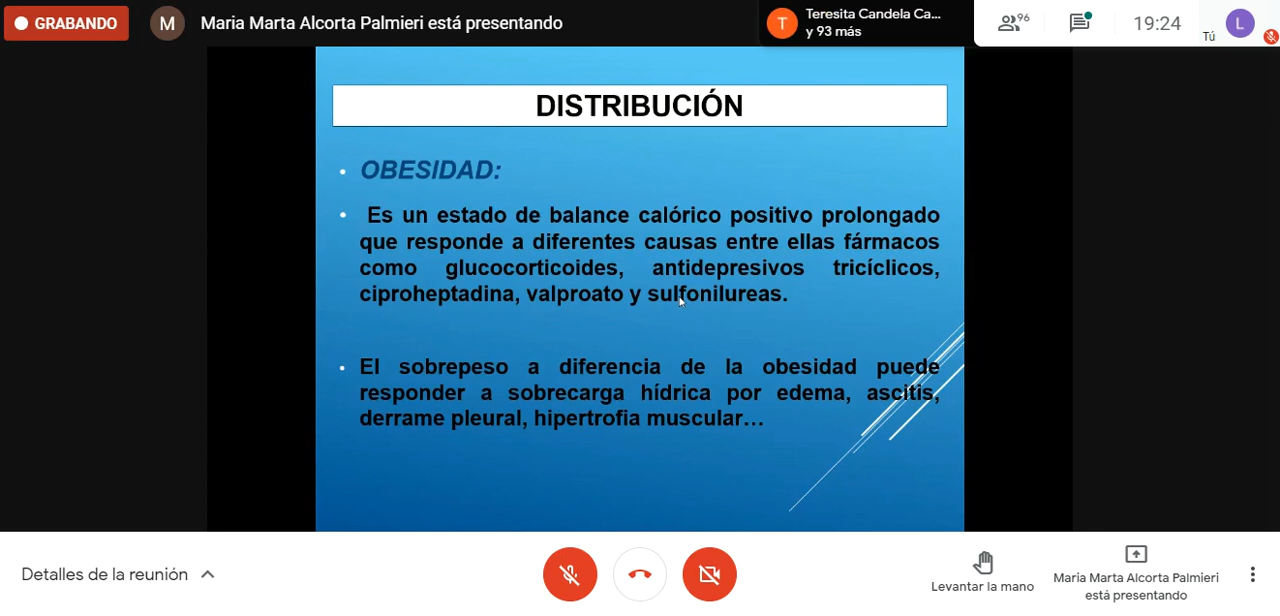 GRABANDO
M
Maria Marta Alcorta Palmieri está presentando
T
Teresita Candela Ca...
y 93 más
96
19:24
Tú
L
DISTRIBUCIÓN
• OBESIDAD:
• Es un estado de balance calórico positivo prolongado
que responde a diferentes causas entre ellas fármacos
como glucocorticoides, antidepresivos tricíclicos,
ciproheptadina, valproato y sulfonilureas.
• El sobrepeso a diferencia de la obesidad puede
responder a sobrecarga hídrica por edema, ascitis,
derrame pleural, hipertrofia muscular...
Detalles de la reunión
Levantar la mano
Maria Marta Alcorta Palmieri
está presentando